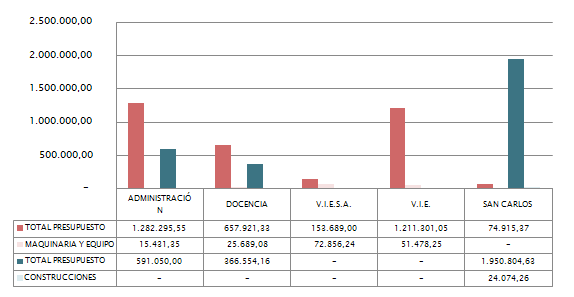 2.500.000,00
2.000.000,00
1.500.000,00
1.000.000,00
500.000,00
–
ADMINISTRACIÓ
N
DOCENCIA
V.I.E.S.A.
V.I.E.
SAN CARLOS
TOTAL PRESUPUESTO 1.282.295,55 657.921,33 153.689,00 1.211.301,05 74.915,37
MAQUINARIA Y EQUIPO 15.431,35 25.689,08 72.856,24 51.478,25 –
TOTAL PRESUPUESTO 591.050,00 366.554,16 – – 1.950.804,63
CONSTRUCCIONES – – – – 24.074,26